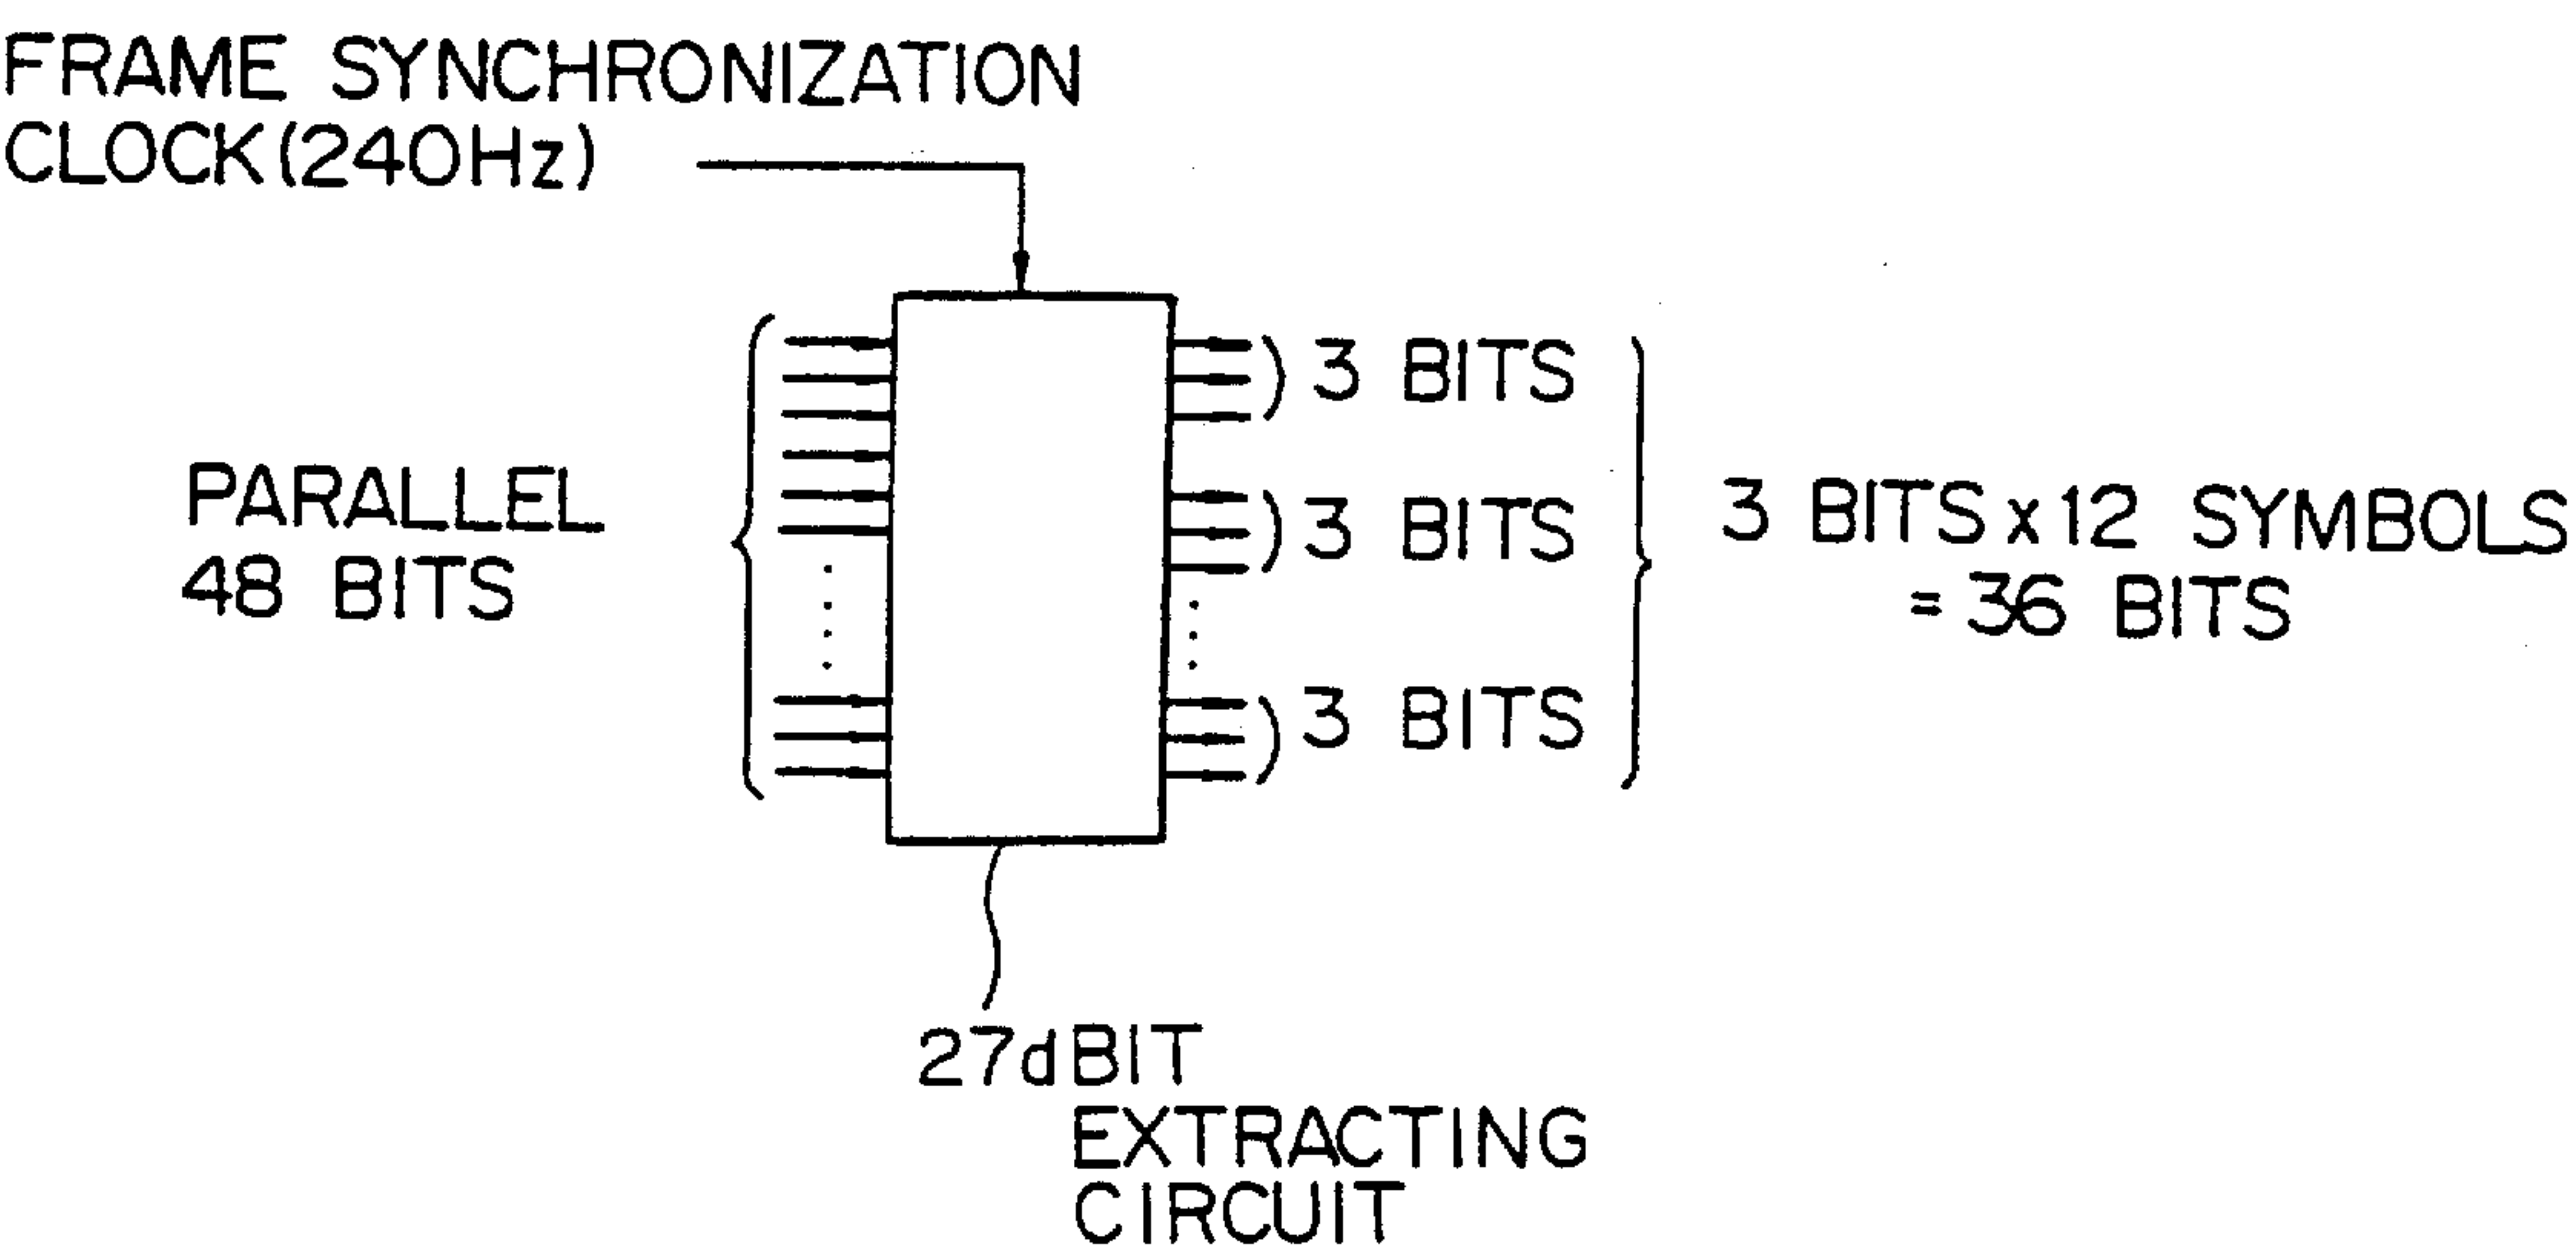 FRAME SYNCHRONIZATION
CLOCK(240Hz)
PARALLEL
48 BITS
3 BITS
3 BITS
3 BITS
3 BITS x 12 SYMBOLS
= 36 BITS
27d BIT
EXTRACTING
CIRCUIT